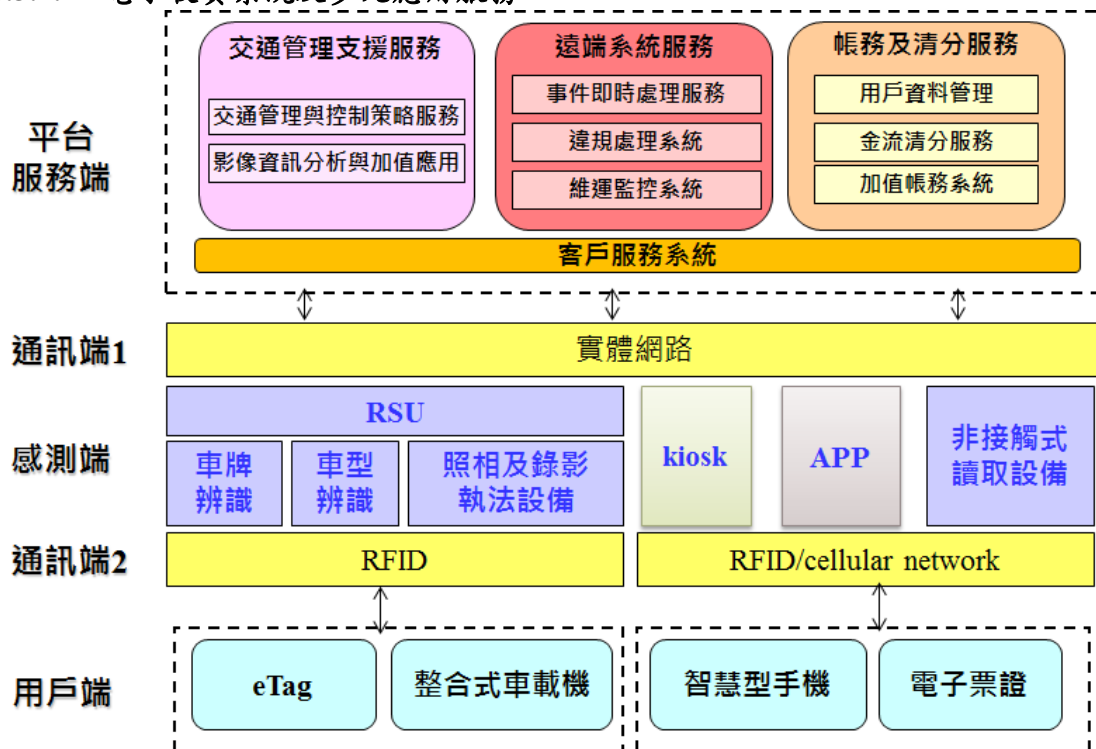 電子收費系統
交通管理支援服務
交通管理與控制策略服務
影像資訊分析與加值應用
遠端系統服務
事件即時處理服務
違規處理系統
維運監控系統
帳務及清分服務
用戶資料管理
金流清分服務
加值帳務系統
平台
服務端
客戶服務系統
通訊端1
實體網路
感測端
RSU
車牌
辨識
車型
辨識
照相及錄影
執法設備
kiosk
APP
非接觸式
讀取設備
通訊端2
RFID
RFID/cellular network
用戶端
eTag
整合式車載機
智慧型手機
電子票證